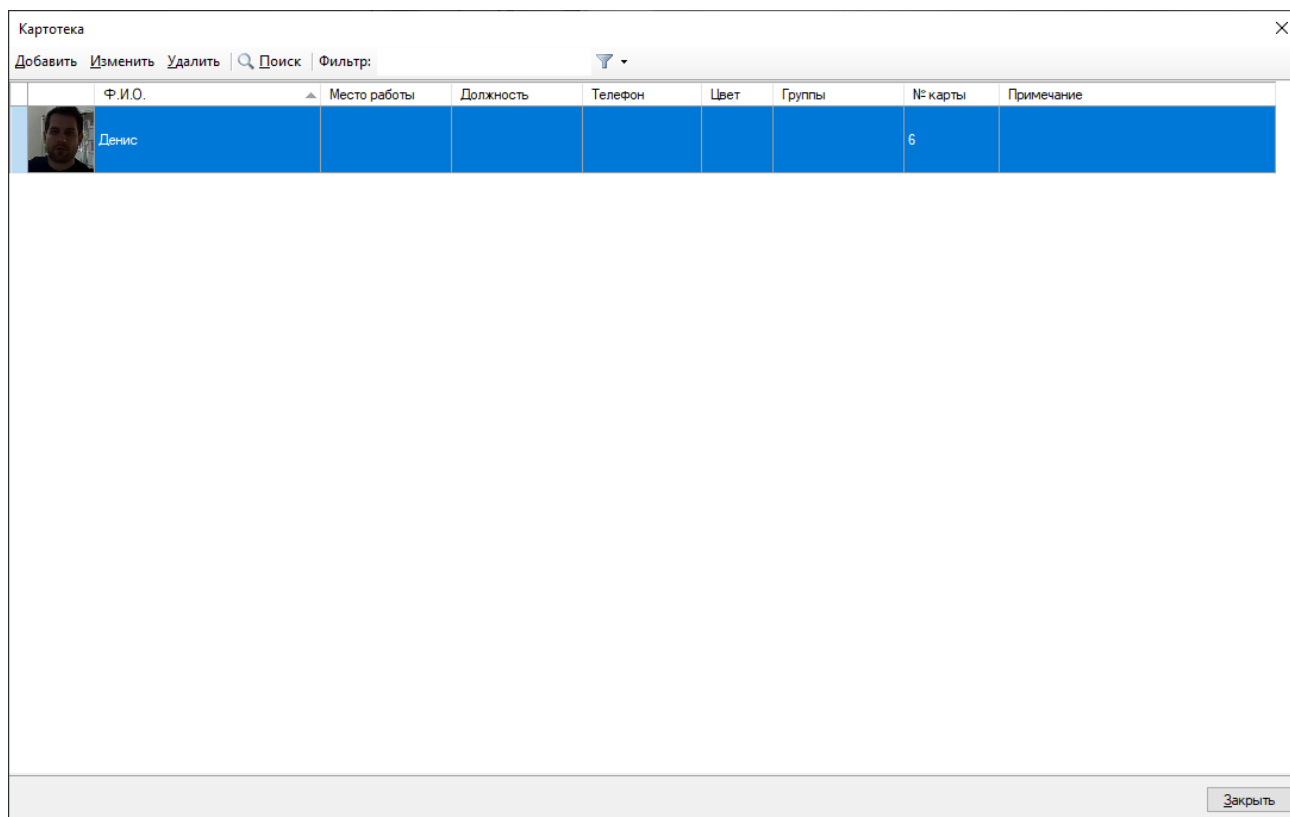 Картотека
Добавить Изменить Удалить Поиск Фильтр:
Ф.И.О. Место работы Должность Телефон Цвет Группы № карты Примечание
Денис 6
Закрыть